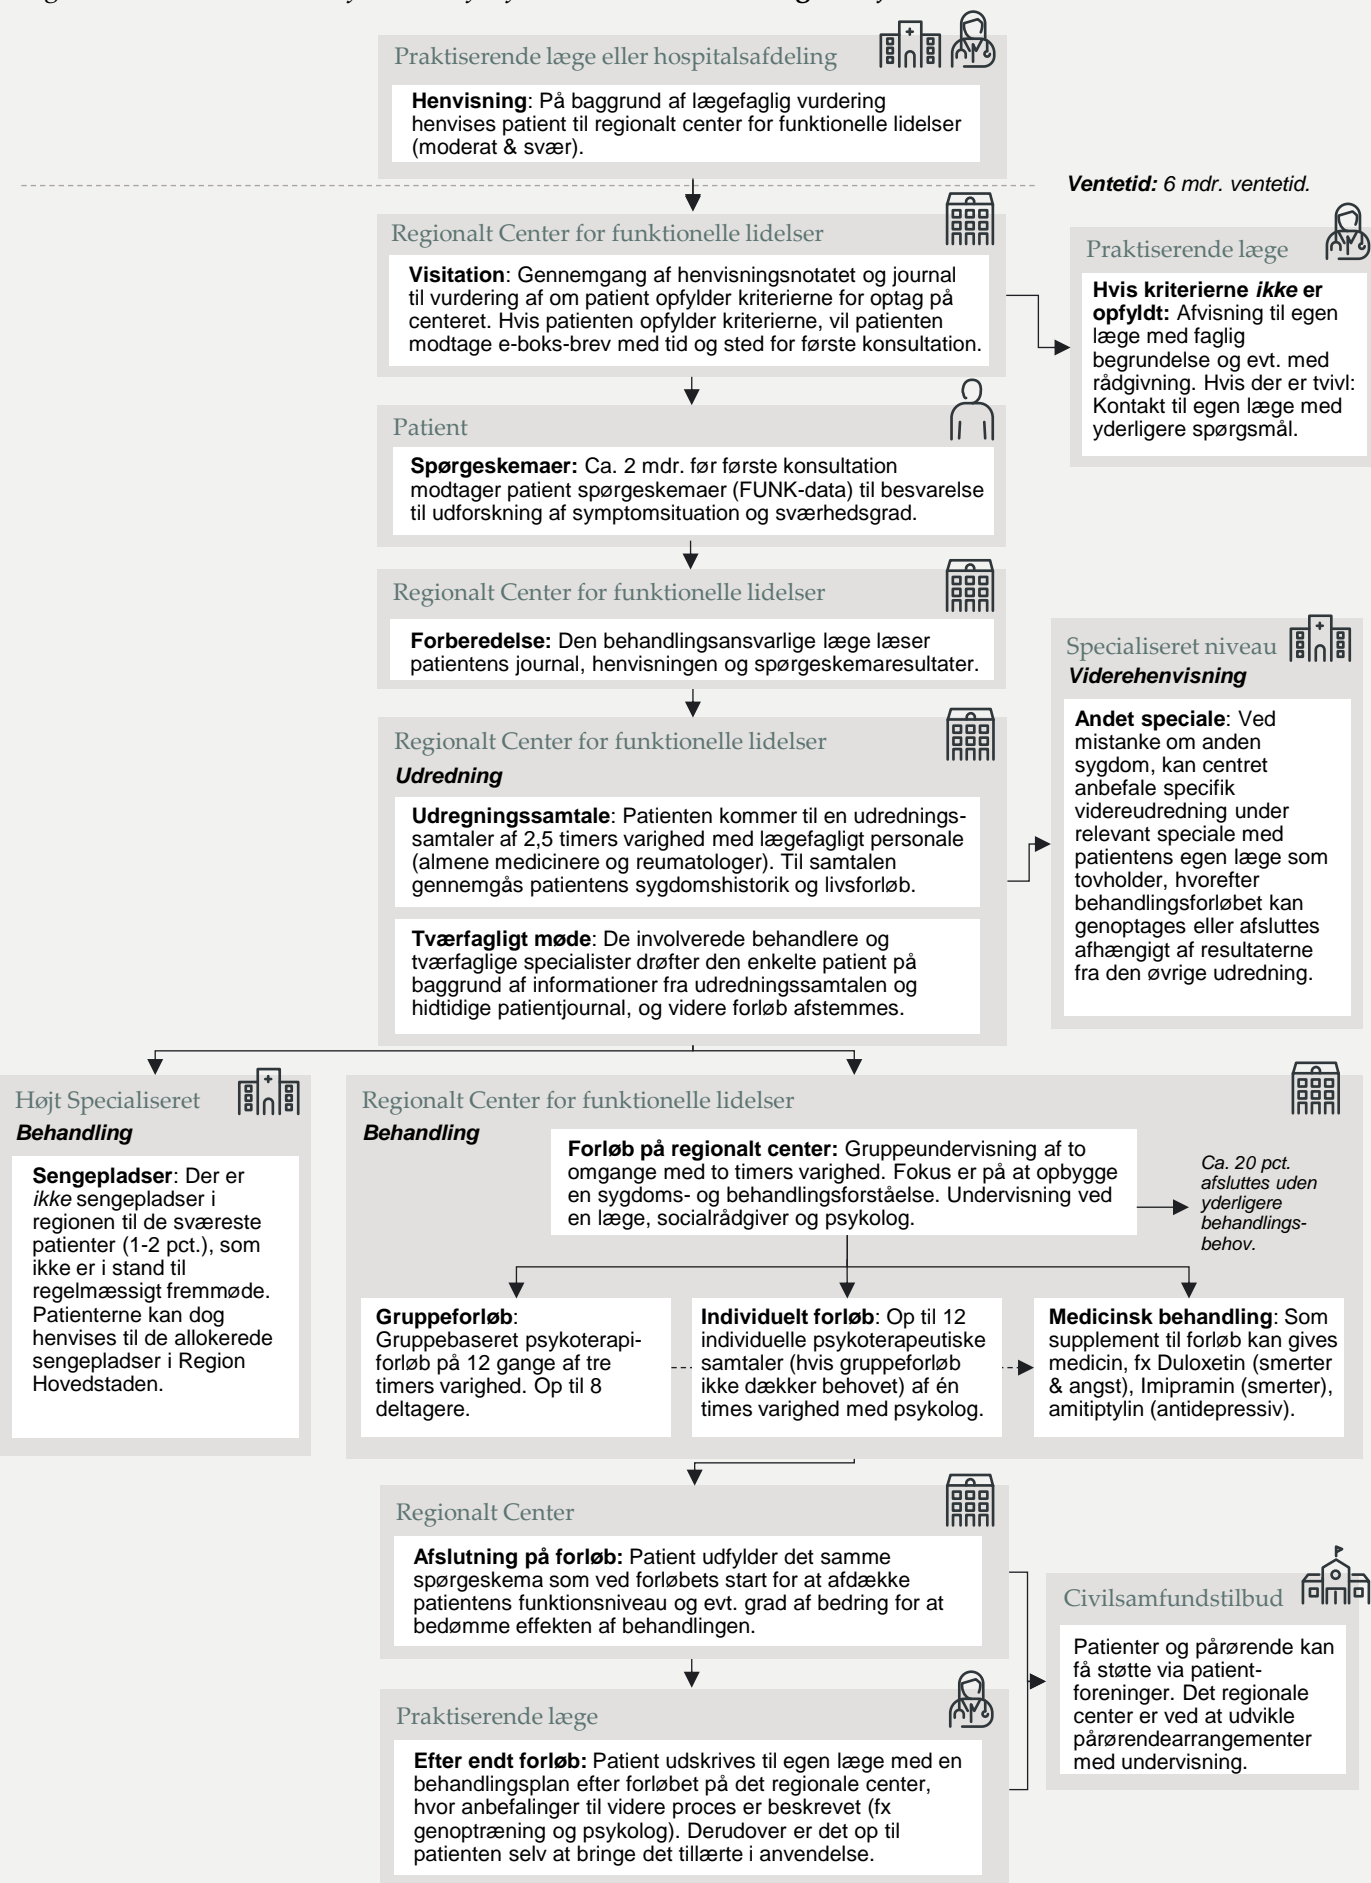 Praktiserende læge eller hospitalsafdeling
Henvisning: På baggrund af lægefaglig vurdering
henvises patient til regionalt center for funktionelle lidelser
(moderat & svær).
Ventetid: 6 mdr. ventetid.
Regionalt Center for funktionelle lidelser
Visitation: Gennemgang af henvisningsnotatet og journal
til vurdering af om patient opfylder kriterierne for optag på
centeret. Hvis patienten opfylder kriterierne, vil patienten
modtage e-boks-brev med tid og sted for første konsultation.
Praktiserende læge
Hvis kriterierne ikke er
opfyldt: Afvisning til egen
læge med faglig
begrundelse og evt. med
rådgivning. Hvis der er tvivl:
Kontakt til egen læge med
yderligere spørgsmål.
Patient
Spørgeskemaer: Ca. 2 mdr. før første konsultation
modtager patient spørgeskemaer (FUNK-data) til besvarelse
til udforskning af symptomsituation og sværhedsgrad.
Regionalt Center for funktionelle lidelser
Forberedelse: Den behandlingsansvarlige læge læser
patientens journal, henvisningen og spørgeskemaresultater.
Regionalt Center for funktionelle lidelser
Udredning
Udregningssamtale: Patienten kommer til en udrednings-
samtaler af 2,5 timers varighed med lægefagligt personale
(almene medicinere og reumatologer). Til samtalen
gennemgås patientens sygdomshistorik og livsforløb.
Tværfagligt møde: De involverede behandlere og
tværfaglige specialister drøfter den enkelte patient på
baggrund af informationer fra udredningssamtalen og
hidtidige patientjournal, og videre forløb afstemmes.
Specialiseret niveau
Viderehenvisning
Andet speciale: Ved
mistanke om anden
sygdom, kan centret
anbefale specifik
videreudredning under
relevant speciale med
patientens egen læge som
tovholder, hvorefter
behandlingsforløbet kan
genoptages eller afsluttes
afhængigt af resultaterne
fra den øvrige udredning.
Højt Specialiseret
Behandling
Sengepladser: Der er
ikke sengepladser i
regionen til de sværeste
patienter (1-2 pct.), som
ikke er i stand til
regelmæssigt fremmøde.
Patienterne kan dog
henvises til de allokerede
sengepladser i Region
Hovedstaden.
Regionalt Center for funktionelle lidelser
Behandling
Forløb på regionalt center: Gruppeundervisning af to
omgange med to timers varighed. Fokus er på at opbygge
en sygdoms- og behandlingsforståelse. Undervisning ved
en læge, socialrådgiver og psykolog.
Ca. 20 pct.
afsluttes uden
yderligere
behandlings-
behov.
Gruppeforløb:
Gruppebaseret psykoterapi-
forløb på 12 gange af tre
timers varighed. Op til 8
deltagere.
Individuelt forløb: Op til 12
individuelle psykoterapeutiske
samtaler (hvis gruppeforløb
ikke dækker behovet) af én
times varighed med psykolog.
Medicinsk behandling: Som
supplement til forløb kan gives
medicin, fx Duloxetin (smerter
& angst), Imipramin (smerter),
amitiptylin (antidepressiv).
Regionalt Center
Afslutning på forløb: Patient udfylder det samme
spørgeskema som ved forløbets start for at afdække
patientens funktionsniveau og evt. grad af bedring for at
bedømme effekten af behandlingen.
Civilsamfundstilbud
Patienter og pårørende kan
få støtte via patient-
foreninger. Det regionale
center er ved at udvikle
pårørendearrangementer
med undervisning.
Praktiserende læge
Efter endt forløb: Patient udskrives til egen læge med en
behandlingsplan efter forløbet på det regionale center,
hvor anbefalinger til videre proces er beskrevet (fx
genoptræning og psykolog). Derudover er det op til
patienten selv at bringe det tillærte i anvendelse.